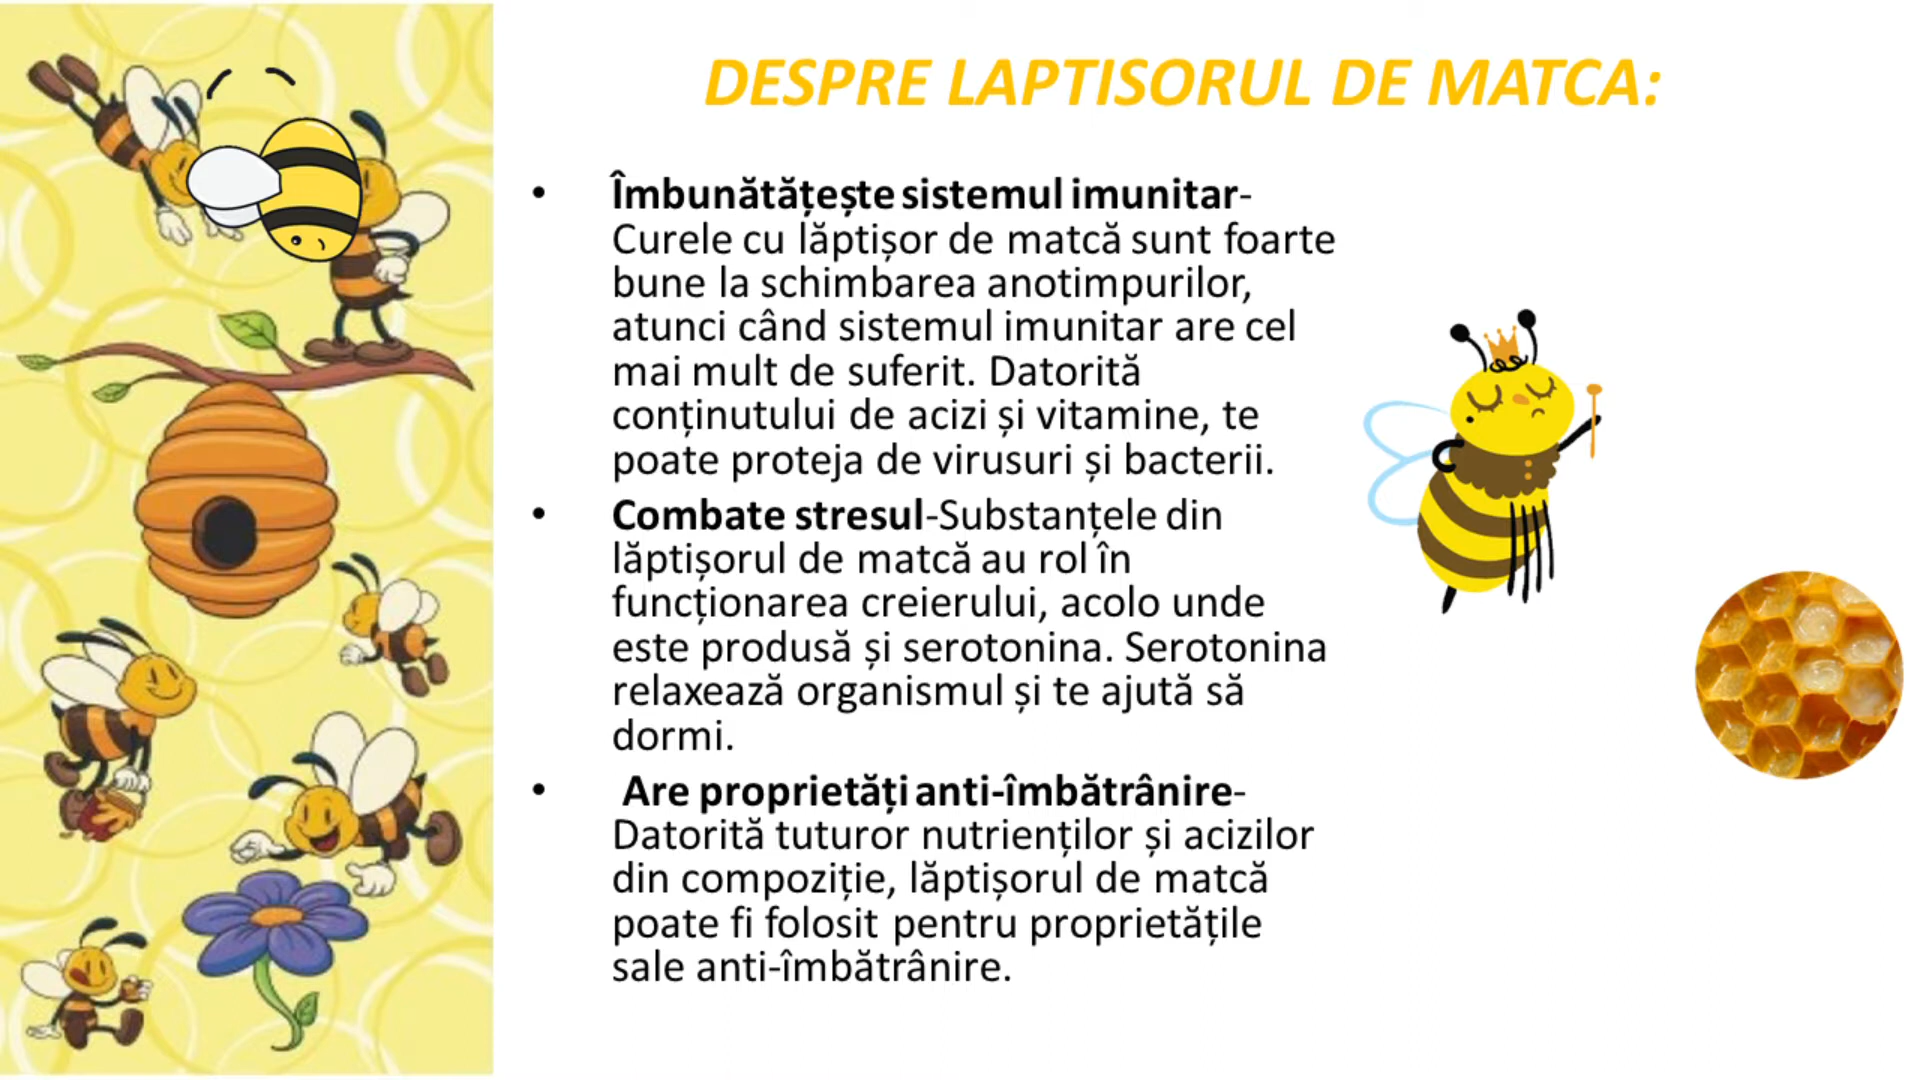 DESPRE LAPTISORUL DE MATCA:
• Îmbunătățește sistemul imunitar-
Curele cu lăptișor de matcă sunt foarte
bune la schimbarea anotimpurilor,
atunci când sistemul imunitar are cel
mai mult de suferit. Datorită
conținutului de acizi și vitamine, te
poate proteja de virusuri și bacterii.
• Combate stresul-Substanțele din
lăptișorul de matcă au rol în
funcționarea creierului, acolo unde
este produsă și serotonina. Serotonina
relaxează organismul și te ajută să
dormi.
• Are proprietăți anti-îmbătrânire-
Datorită tuturor nutrienților și acizilor
din compoziție, lăptișorul de matcă
poate fi folosit pentru proprietățile
sale anti-îmbătrânire.